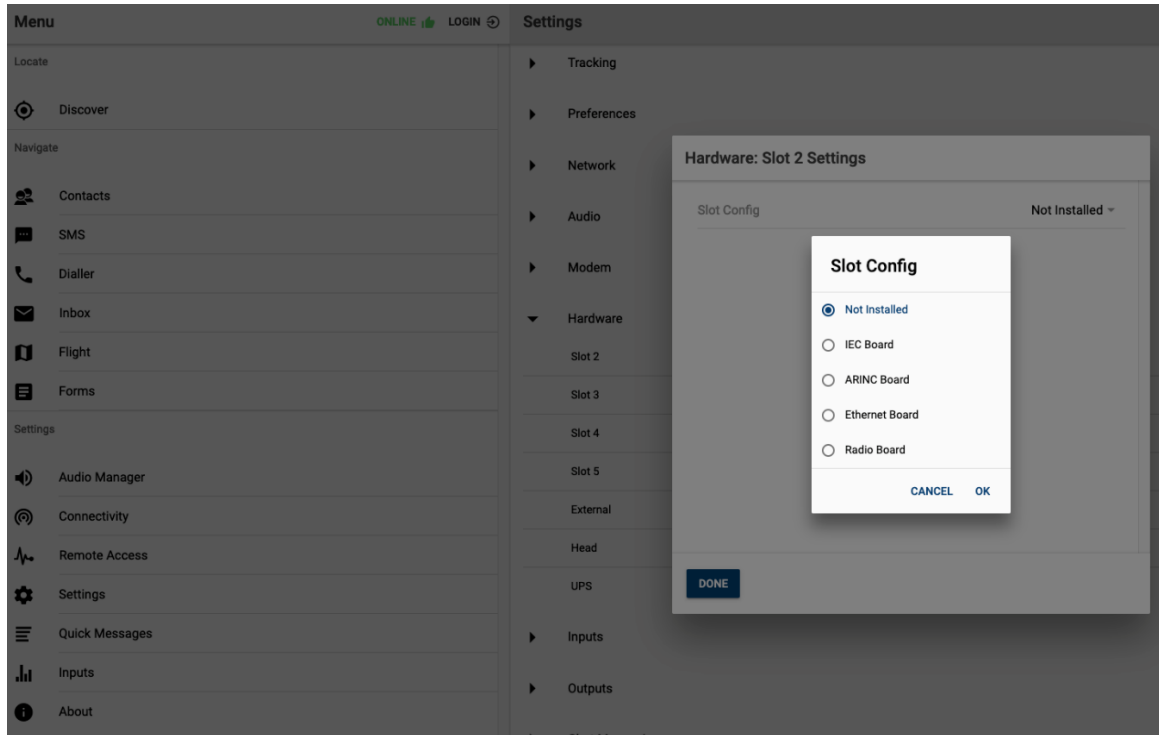 Menu
ONLINE LOGIN
Locate
Discover
Navigate
Contacts
SMS
Dialler
Inbox
Flight
Forms
Settings
Audio Manager
Connectivity
Remote Access
Settings
Quick Messages
Inputs
About
Settings
Tracking
Preferences
Network
Audio
Modem
Hardware
Slot 2
Slot 3
Slot 4
Slot 5
External
Head
UPS
Inputs
Outputs
Hardware: Slot 2 Settings
Slot Config
Not Installed
Slot Config
Not Installed
IEC Board
ARINC Board
Ethernet Board
Radio Board
CANCEL OK
DONE